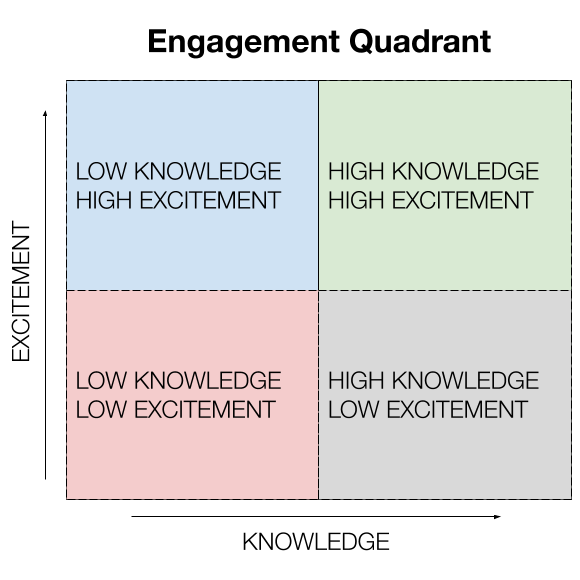 Engagement Quadrant
LOW KNOWLEDGE
HIGH EXCITEMENT
HIGH KNOWLEDGE
HIGH EXCITEMENT
EXCITEMENT
LOW KNOWLEDGE
LOW EXCITEMENT
HIGH KNOWLEDGE
LOW EXCITEMENT
KNOWLEDGE